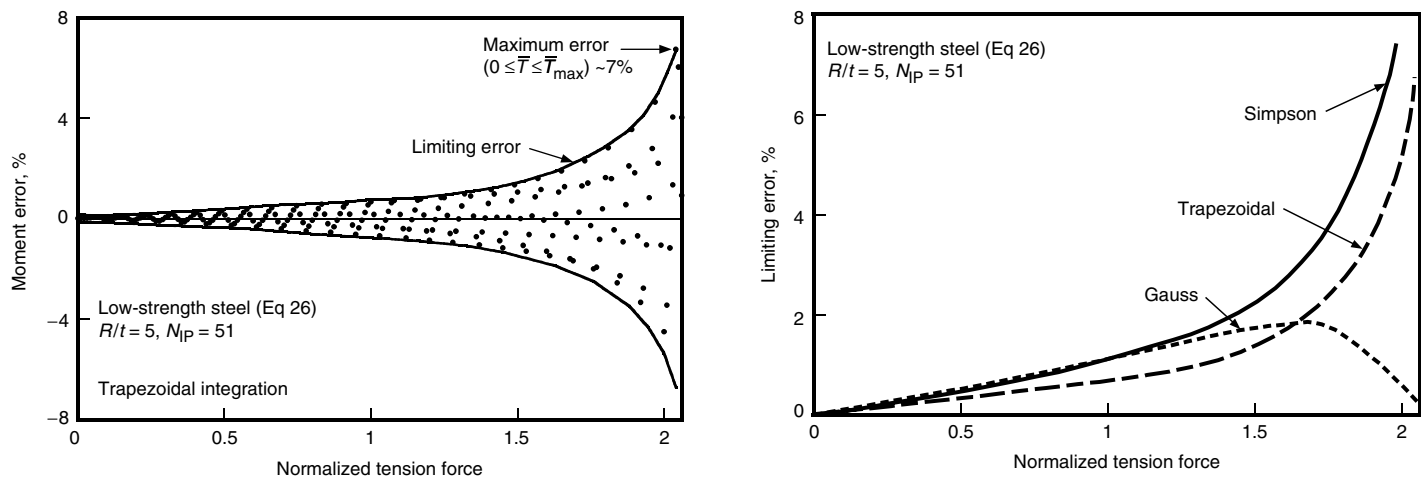 8
4
0
−4
−8
Moment error, %
Maximum error
(0 ≤ T̅ ≤ T̅max) ~7%
Limiting error
Low-strength steel (Eq 26)
R/t = 5, NIP = 51
Trapezoidal integration
0
0.5
1
1.5
2
Normalized tension force
8
6
4
2
0
Limiting error, %
Low-strength steel (Eq 26)
R/t = 5, NIP = 51
Simpson
Trapezoidal
Gauss
0
0.5
1
1.5
2
Normalized tension force